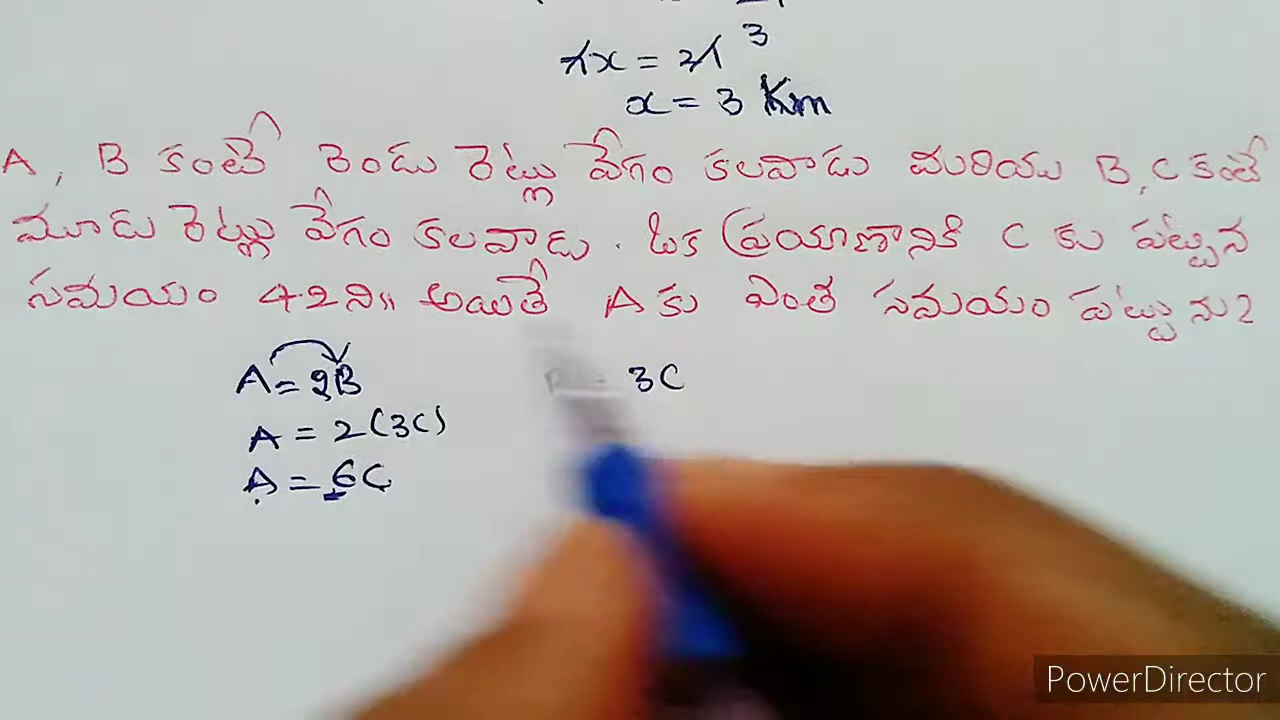 7x = 21 3
x = 3 Km
A, B కంటే రెండు రెట్లు వేగం కలవాడు మరియు B, C కంటే
మూడు రెట్లు వేగం కలవాడు. ఒక ప్రయాణానికి C కు పట్టున
సమయం 42ని॥ అయితే A కు ఎంత సమయం పట్టును?
A = 2B
= 3C
A = 2(3C)
A = 6C
PowerDirector